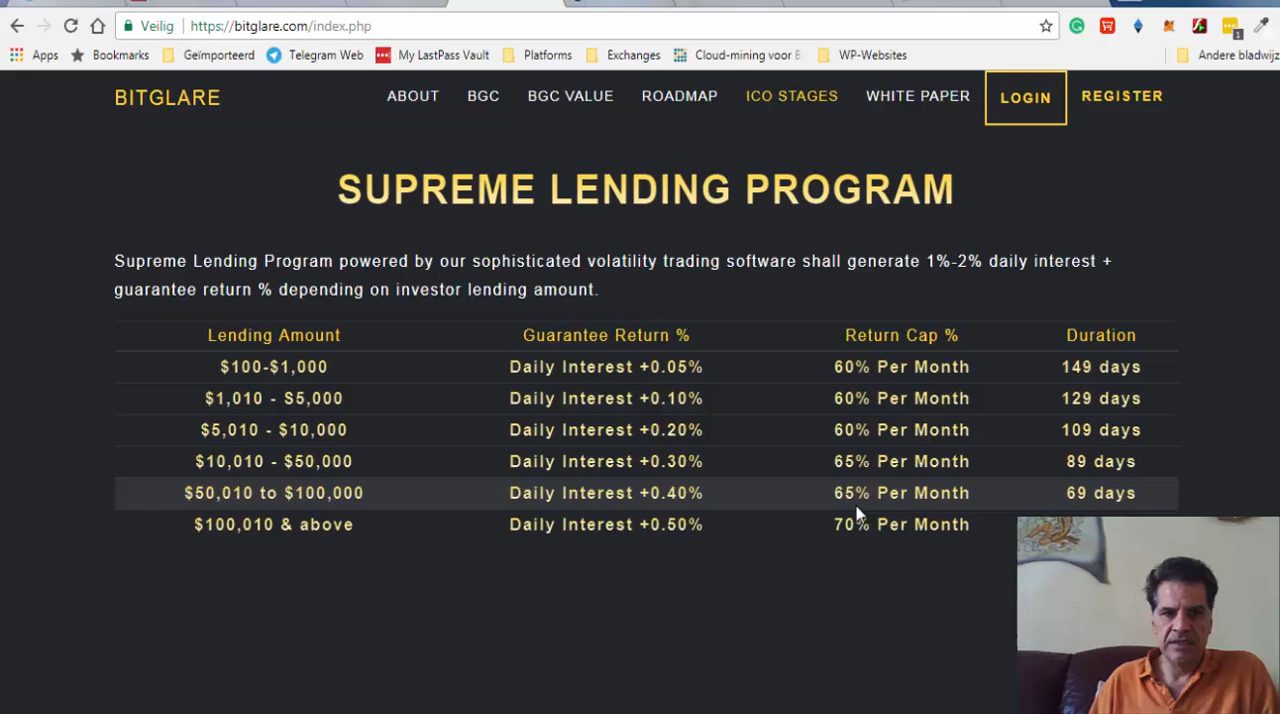 Veilig https://bitglare.com/index.php
Apps Bookmarks Geïmporteerd Telegram Web My LastPass Vault Platforms Exchanges Cloud-mining voor B WP-Websites Andere bladwijz
1
BITGLARE ABOUT BGC BGC VALUE ROADMAP ICO STAGES WHITE PAPER LOGIN REGISTER
SUPREME LENDING PROGRAM
Supreme Lending Program powered by our sophisticated volatility trading software shall generate 1%-2% daily interest +
guarantee return % depending on investor lending amount.
Lending Amount Guarantee Return % Return Cap % Duration
$100-$1,000 Daily Interest +0.05% 60% Per Month 149 days
$1,010 - S5,000 Daily Interest +0.10% 60% Per Month 129 days
$5,010 - $10,000 Daily Interest +0.20% 60% Per Month 109 days
$10,010 - $50,000 Daily Interest +0.30% 65% Per Month 89 days
$50,010 to $100,000 Daily Interest +0.40% 65% Per Month 69 days
$100,010 & above Daily Interest +0.50% 70% Per Month